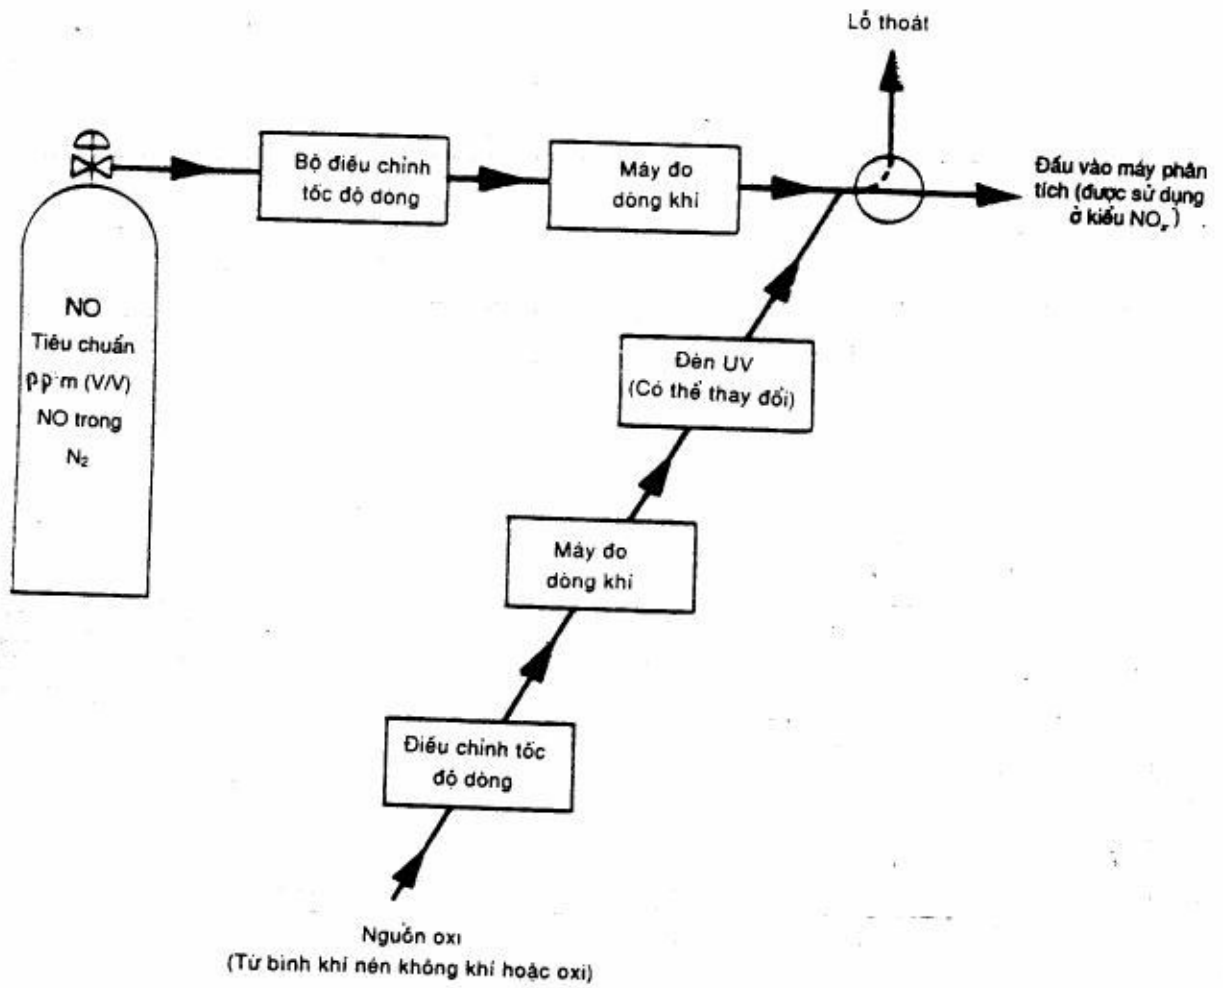 Lỗ thoát
Bộ điều chỉnh
tốc độ dòng
Máy đo
dòng khí
Đấu vào máy phân
tích (được sử dụng
ở kiểu NOₓ)
NO
Tiêu chuẩn
ppm (V/V)
NO trong
N₂
Đèn UV
(Có thể thay đổi)
Máy đo
dòng khí
Điều chỉnh tốc
độ dòng
Nguồn oxi
(Từ bình khí nén không khí hoặc oxi)